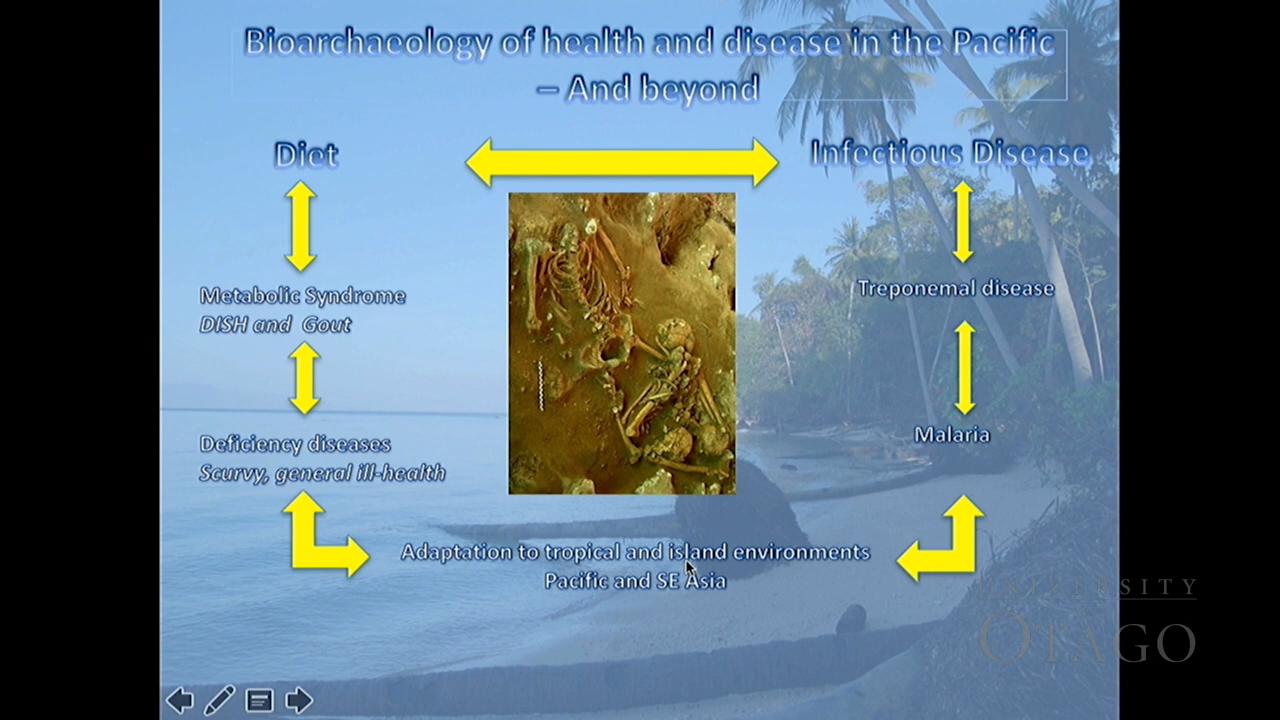 Bioarchaeology of health and disease in the Pacific
– And beyond
Diet
Infectious Disease
Metabolic Syndrome
DISH and Gout
Treponemal disease
Deficiency diseases
Scurvy, general ill-health
Malaria
Adaptation to tropical and island environments
Pacific and SE Asia
UNIVERSITY
OTAGO